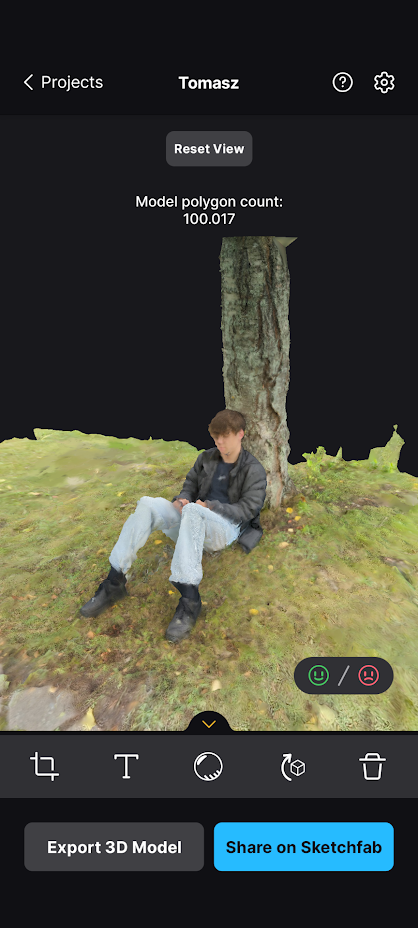 Projects
Tomasz
Reset View
Model polygon count:
100.017
Export 3D Model
Share on Sketchfab